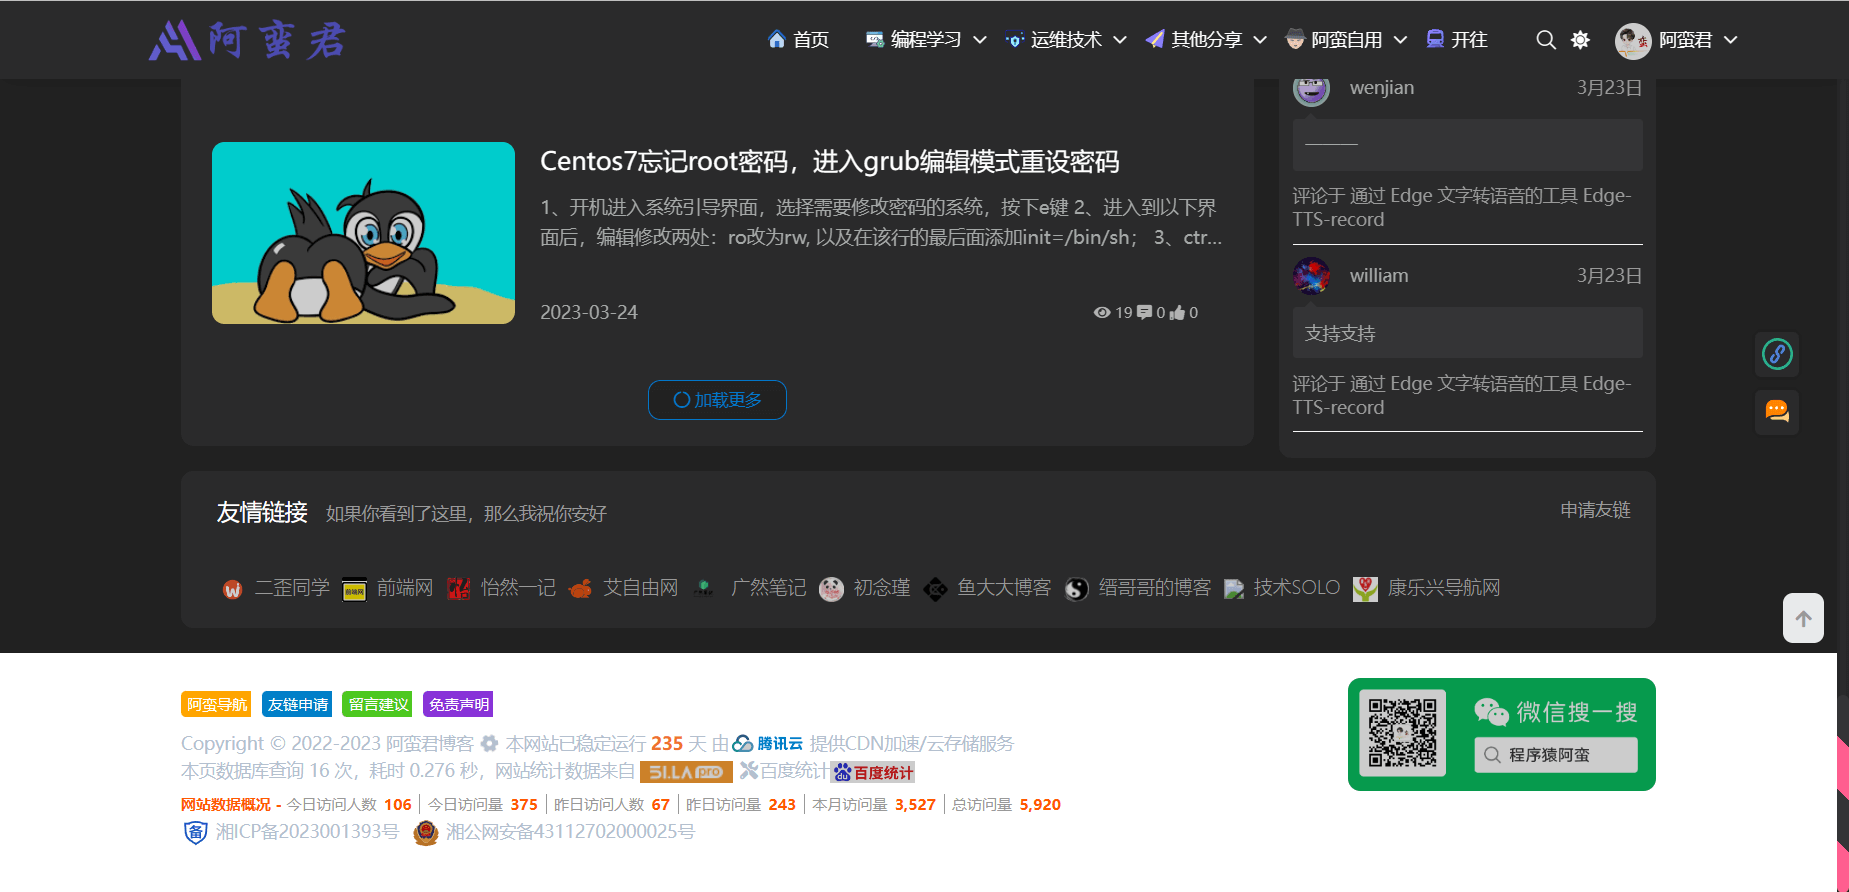 阿蛮君
首页 编程学习 运维技术 其他分享 阿蛮自用 开往 阿蛮君
Centos7忘记root密码，进入grub编辑模式重设密码
1、开机进入系统引导界面，选择需要修改密码的系统，按下e键 2、进入到以下界
面后，编辑修改两处：ro改为rw, 以及在该行的最后面添加init=/bin/sh； 3、ctr...
2023-03-24
19 0 0
加载更多
wenjian 3月23日
———
评论于 通过 Edge 文字转语音的工具 Edge-
TTS-record
william 3月23日
支持支持
评论于 通过 Edge 文字转语音的工具 Edge-
TTS-record
友情链接 如果你看到了这里，那么我祝你安好 申请友链
二歪同学 前端网 怡然一记 艾自由网 广然笔记 初念瑾 鱼大大博客 缙哥哥的博客 技术SOLO 康乐兴导航网
阿蛮导航 友链申请 留言建议 免责声明
Copyright © 2022-2023 阿蛮君博客 本网站已稳定运行 235 天 由 腾讯云 提供CDN加速/云存储服务
本页数据库查询 16 次，耗时 0.276 秒，网站统计数据来自 51.LA pro 百度统计 du 百度统计
网站数据概况 - 今日访问人数 106 | 今日访问量 375 | 昨日访问人数 67 | 昨日访问量 243 | 本月访问量 3,527 | 总访问量 5,920
备 湘ICP备2023001393号 湘公网安备43112702000025号
微信搜一搜
程序猿阿蛮